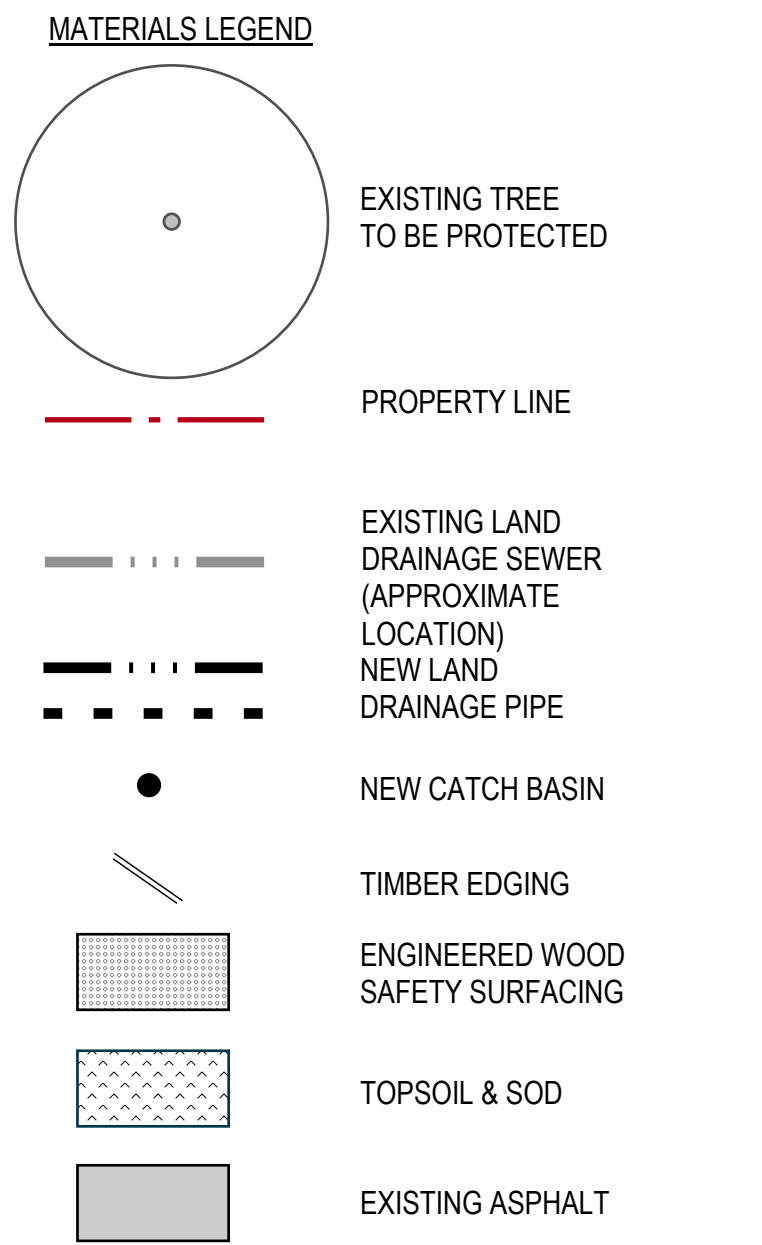 MATERIALS LEGEND
EXISTING TREE
TO BE PROTECTED
PROPERTY LINE
EXISTING LAND
DRAINAGE SEWER
(APPROXIMATE
LOCATION)
NEW LAND
DRAINAGE PIPE
NEW CATCH BASIN
TIMBER EDGING
ENGINEERED WOOD
SAFETY SURFACING
TOPSOIL & SOD
EXISTING ASPHALT